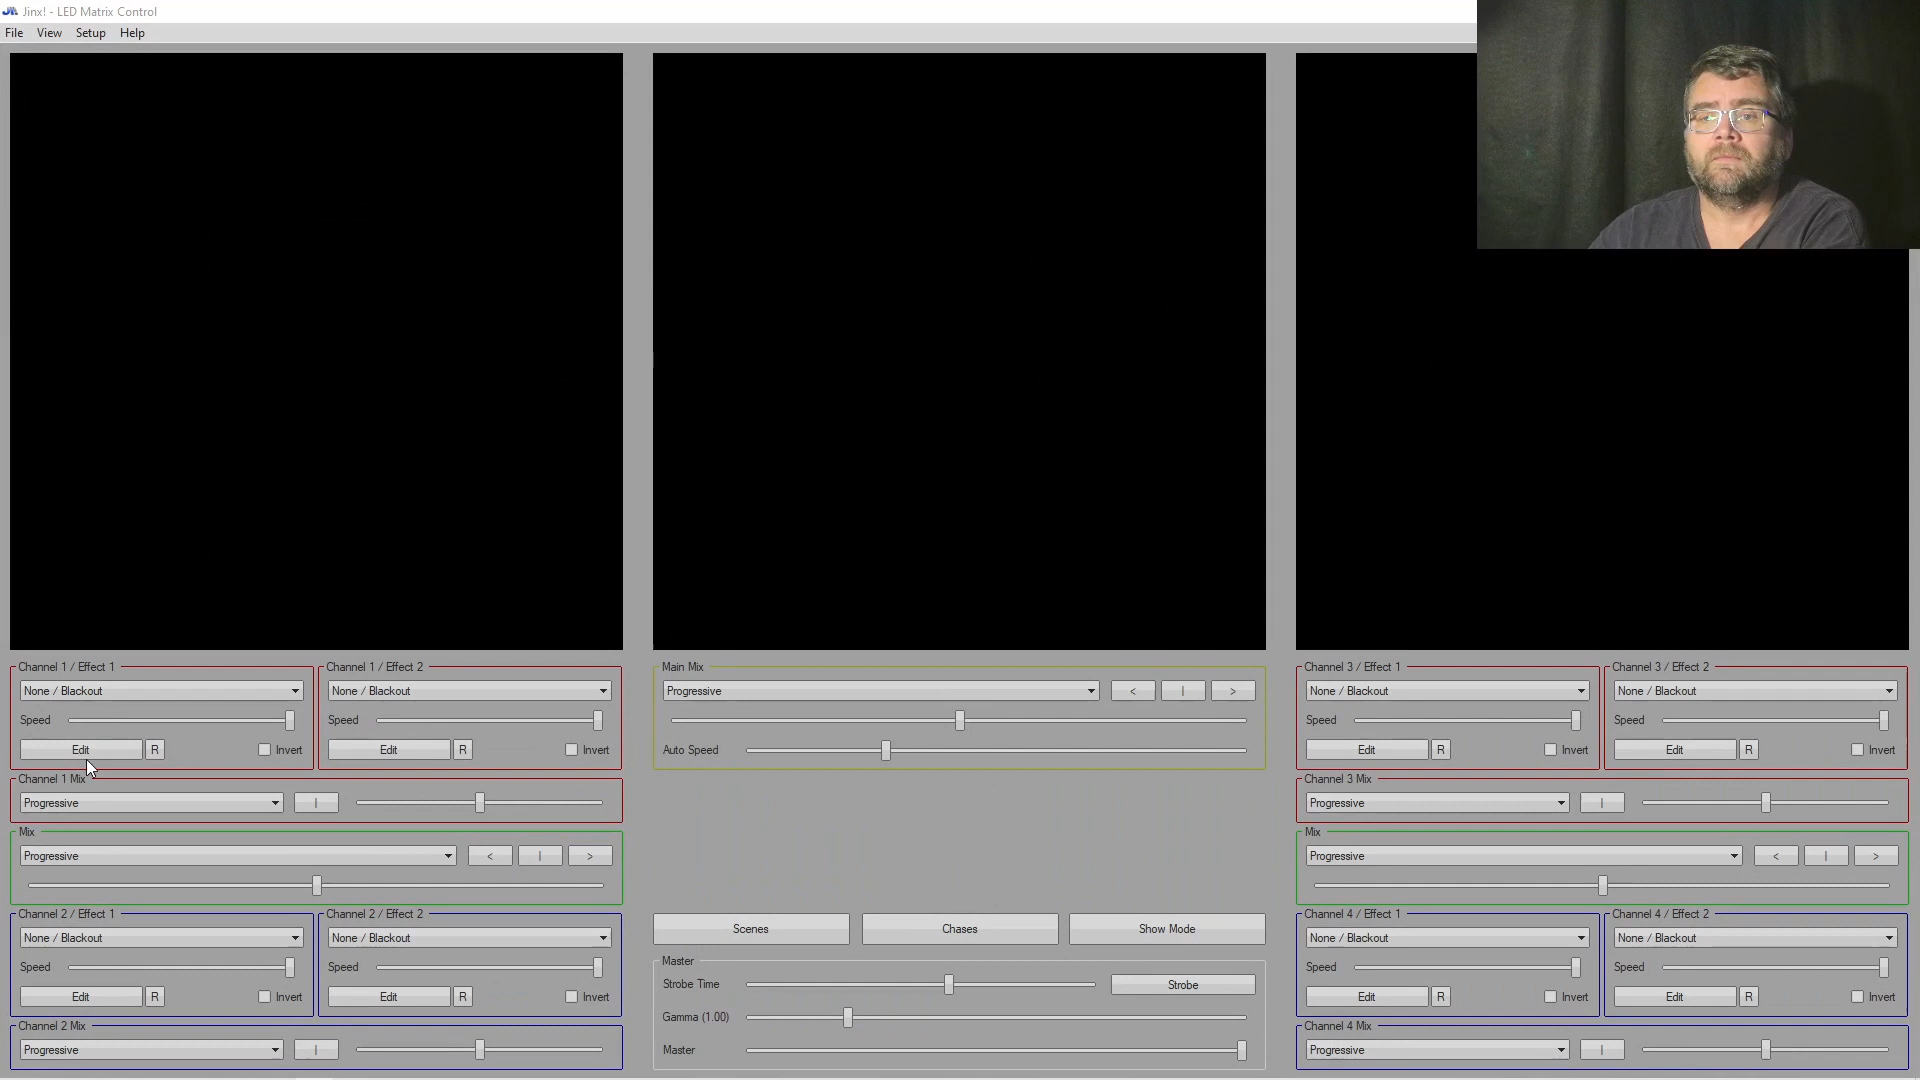 Jinx! - LED Matrix Control
File View Setup Help
Channel 1 / Effect 1
None / Blackout
Speed
Edit R Invert
Channel 1 / Effect 2
None / Blackout
Speed
Edit R Invert
Channel 1 Mix
Progressive |
Mix
Progressive < | >
Channel 2 / Effect 1
None / Blackout
Speed
Edit R Invert
Channel 2 / Effect 2
None / Blackout
Speed
Edit R Invert
Channel 2 Mix
Progressive |
Main Mix
Progressive < | >
Auto Speed
Scenes Chases Show Mode
Master
Strobe Time Strobe
Gamma (1.00)
Master
Channel 3 / Effect 1
None / Blackout
Speed
Edit R Invert
Channel 3 / Effect 2
None / Blackout
Speed
Edit R Invert
Channel 3 Mix
Progressive |
Mix
Progressive < | >
Channel 4 / Effect 1
None / Blackout
Speed
Edit R Invert
Channel 4 / Effect 2
None / Blackout
Speed
Edit R Invert
Channel 4 Mix
Progressive |